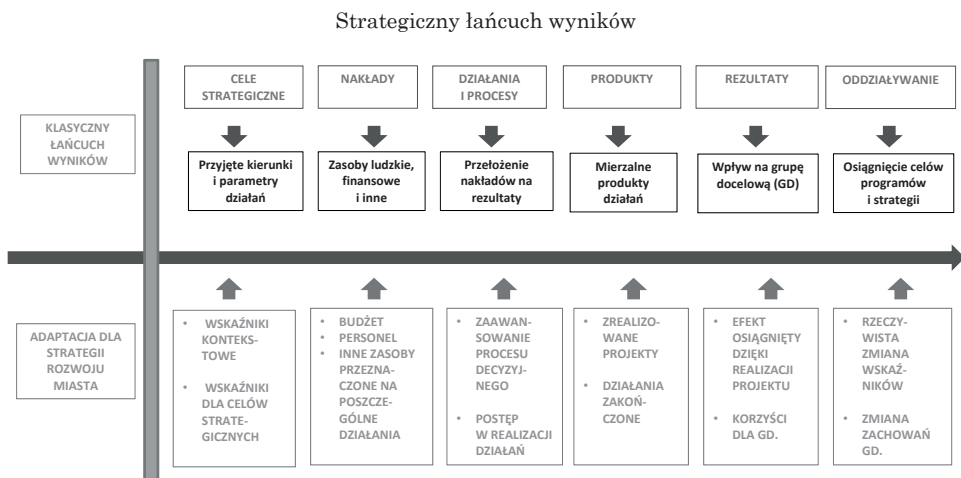 Strategiczny łańcuch wyników
CELE
STRATEGICZNE
NAKŁADY
DZIAŁANIA
I PROCESY
PRODUKTY
REZULTATY
ODDZIAŁYWANIE
KLASYCZNY
ŁAŃCUCH
WYNIKÓW
Przyjęte kierunki
i parametry
działań
Zasoby ludzkie,
finansowe
i inne
Przełożenie
nakładów na
rezultaty
Mierzalne
produkty
działań
Wpływ na grupę
docelową (GD)
Osiągnięcie celów
programów
i strategii
ADAPTACJA DLA
STRATEGII
ROZWOJU
MIASTA
• WSKAŹNIKI
KONTEKS-
TOWE
• WSKAŹNIKI
DLA CELÓW
STRATE-
GICZNYCH
• BUDŻET
• PERSONEL
• INNE ZASOBY
PRZEZNA-
CZONE NA
POSZCZE-
GÓLNE
DZIAŁANIA
• ZAAWAN-
SOWANIE
PROCESU
DECYZYJ-
NEGO
• POSTĘP
W REALIZACJI
DZIAŁAŃ
• ZREALIZO-
WANE
PROJEKTY
• DZIAŁANIA
ZAKOŃ-
CZONE
• EFEKT
OSIĄGNIĘTY
DZIĘKI
REALIZACJI
PROJEKTU
• KORZYŚCI
DLA GD.
• RZECZY-
WISTA
ZMIANA
WSKAŹ-
NIKÓW
• ZMIANA
ZACHOWAŃ
GD.